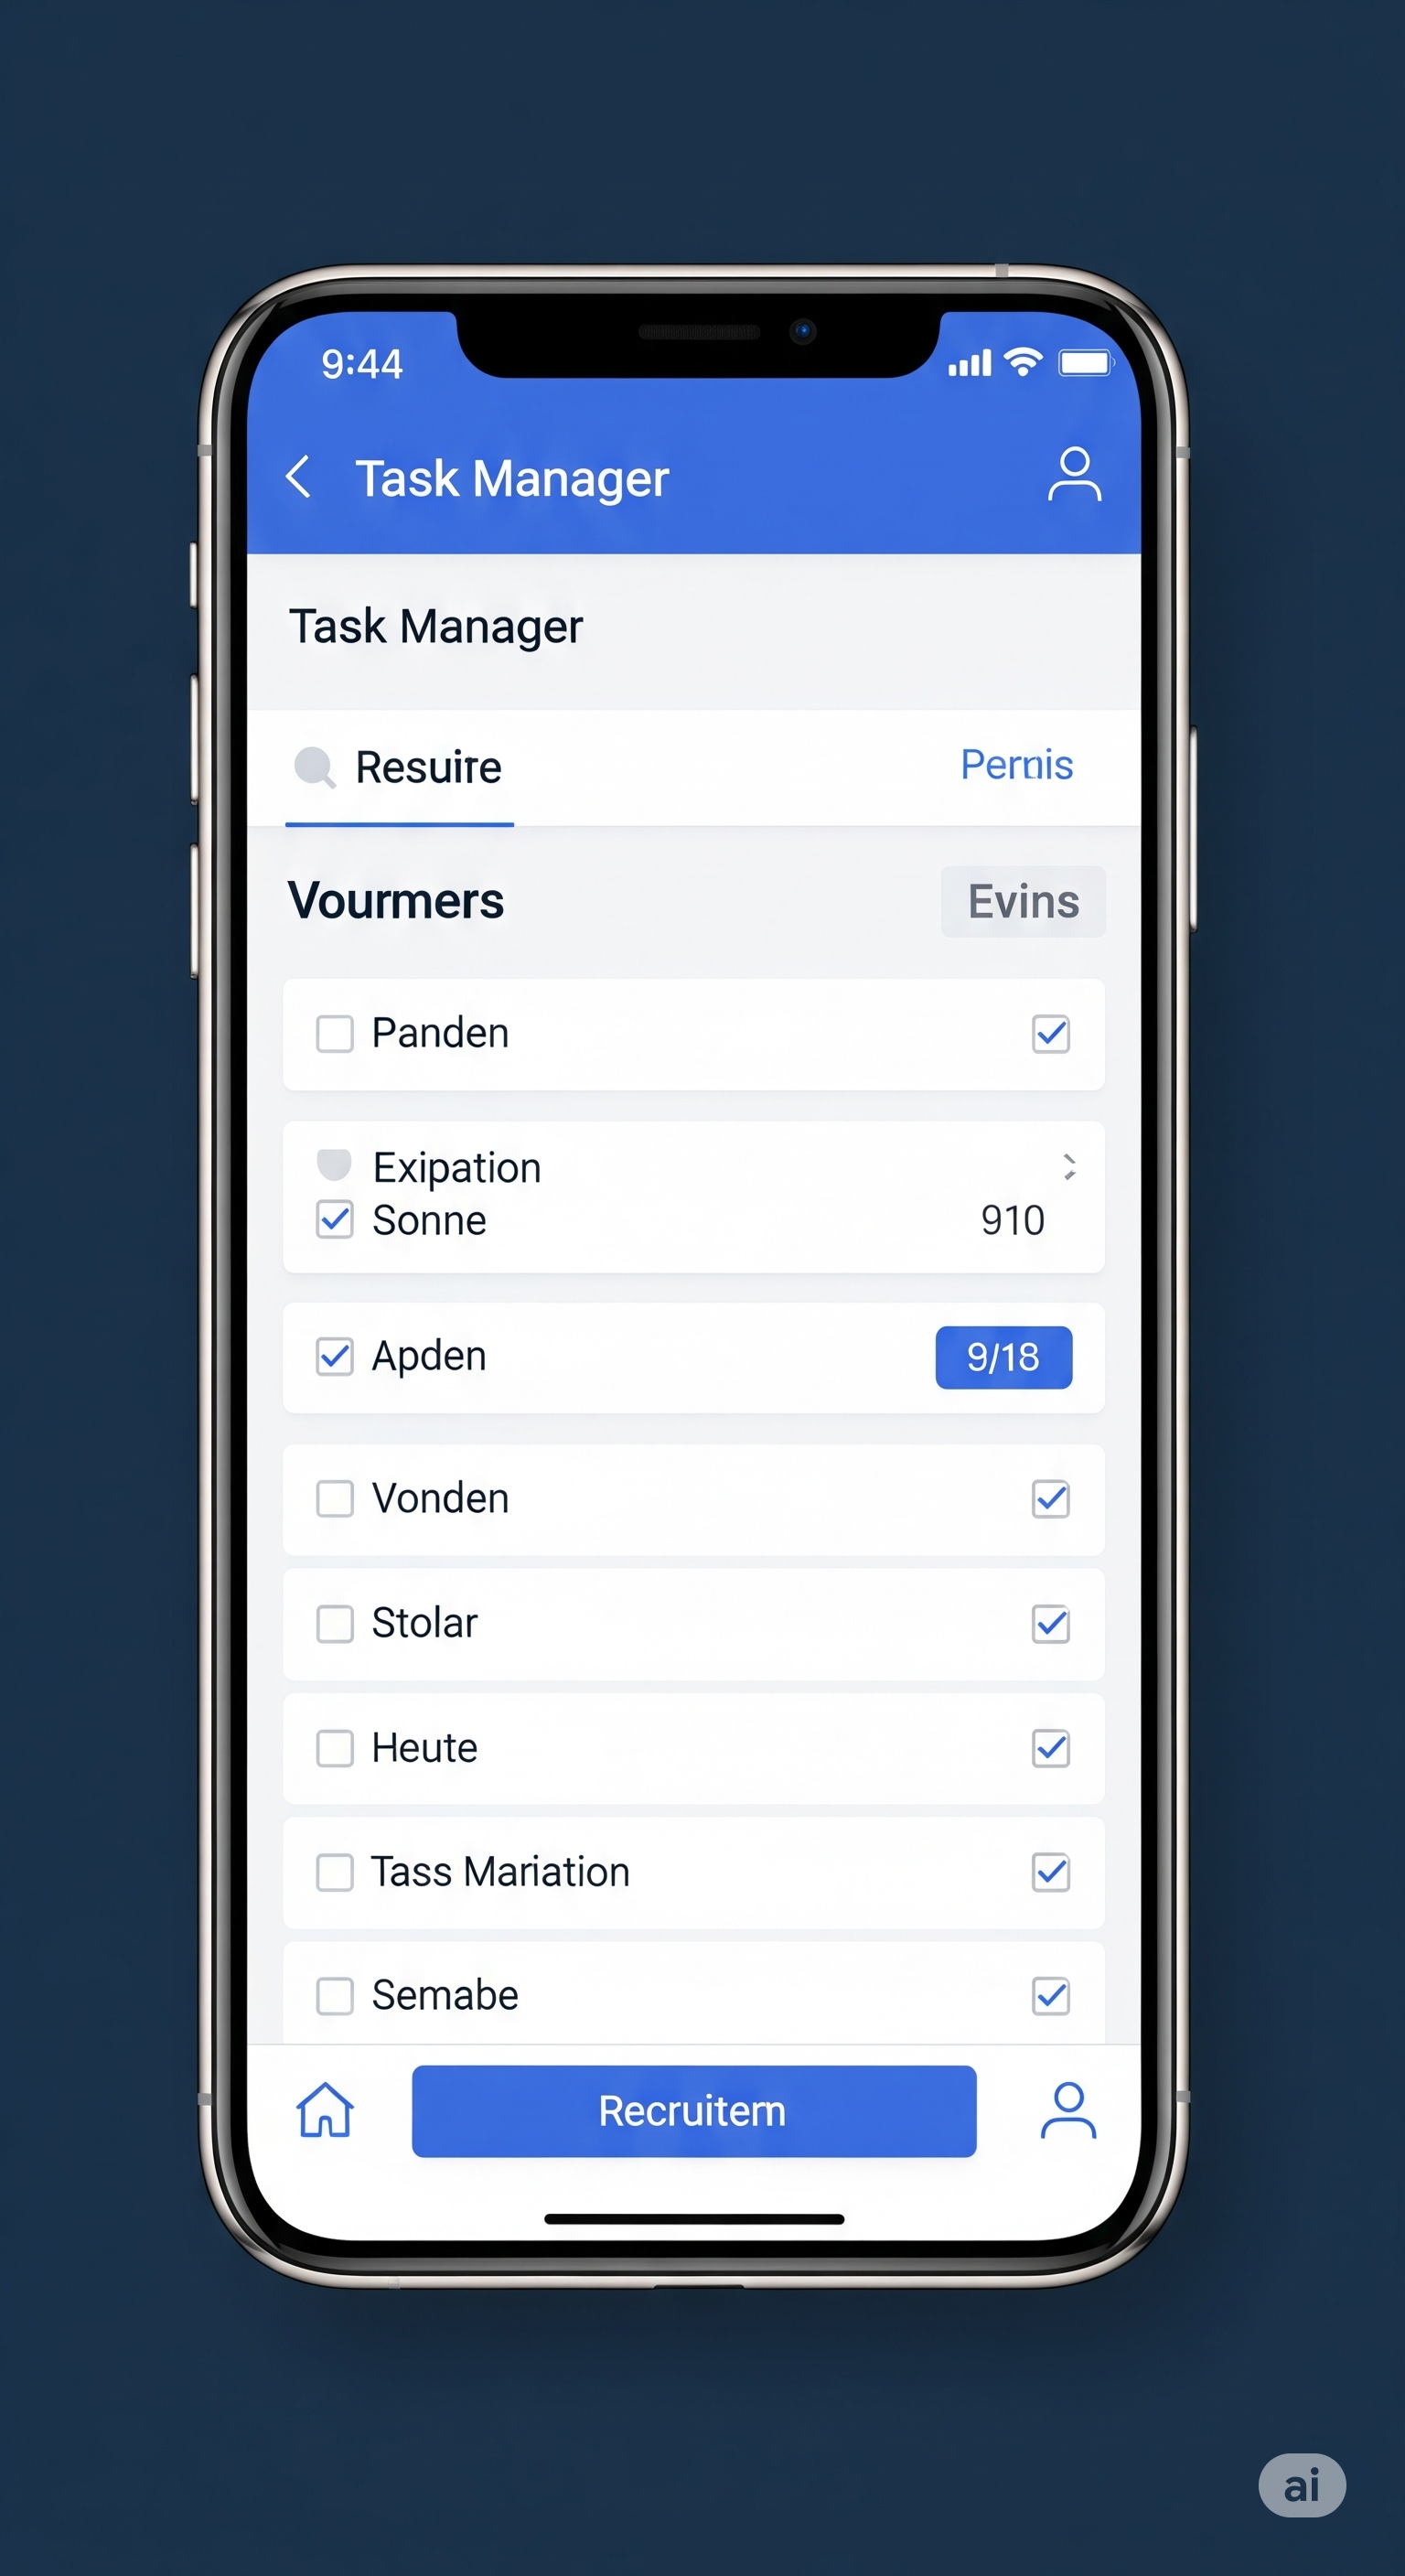 9:44
Task Manager
Task Manager
Resuire Pernis
Vourmers Evins
Panden
Exipation
Sonne 910
Apden 9/18
Vonden
Stolar
Heute
Tass Mariation
Semabe
Recruitem
ai